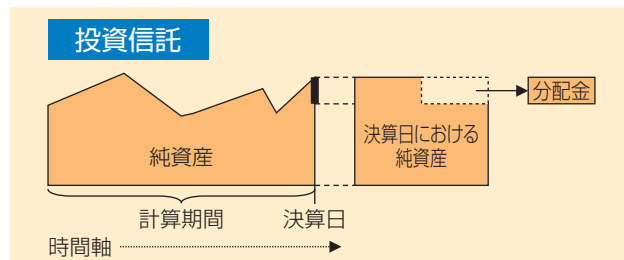 投資信託
分配金
決算日における
純資産
純資産
計算期間
決算日
時間軸